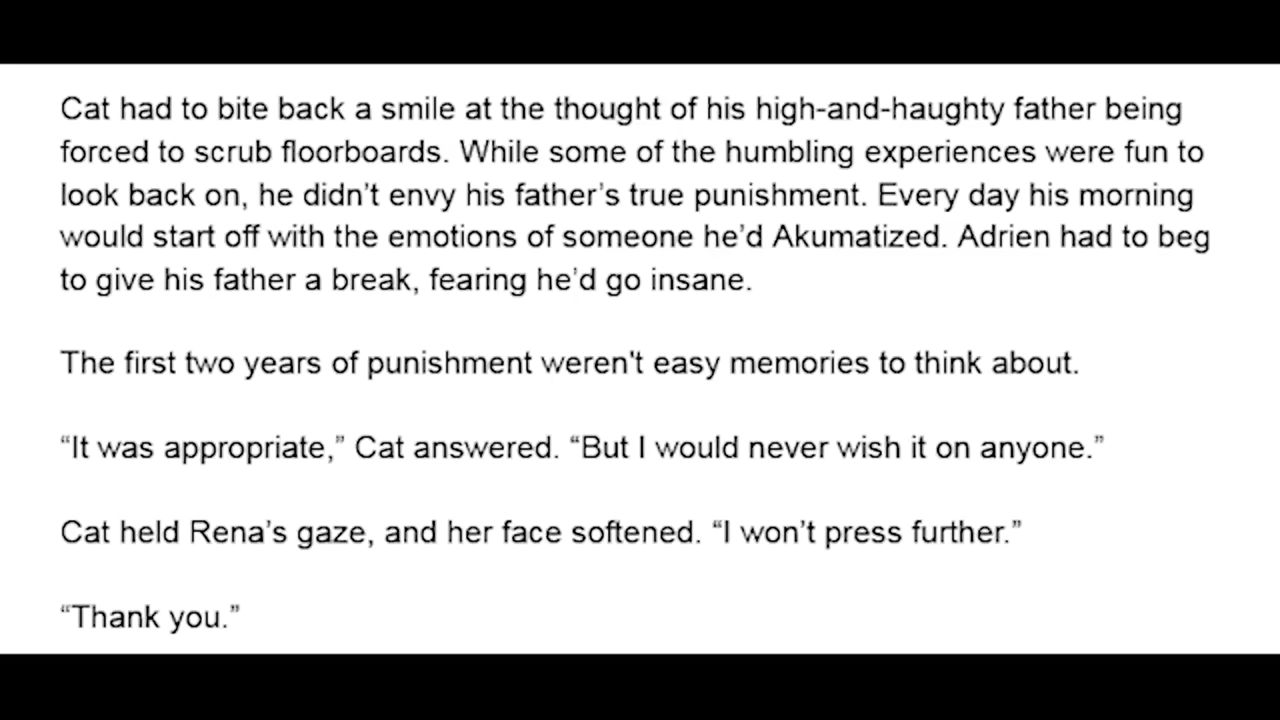 Cat had to bite back a smile at the thought of his high-and-haughty father being
forced to scrub floorboards. While some of the humbling experiences were fun to
look back on, he didn’t envy his father’s true punishment. Every day his morning
would start off with the emotions of someone he’d Akumatized. Adrien had to beg
to give his father a break, fearing he’d go insane.
The first two years of punishment weren't easy memories to think about.
“It was appropriate,” Cat answered. “But I would never wish it on anyone.”
Cat held Rena’s gaze, and her face softened. “I won’t press further.”
“Thank you.”